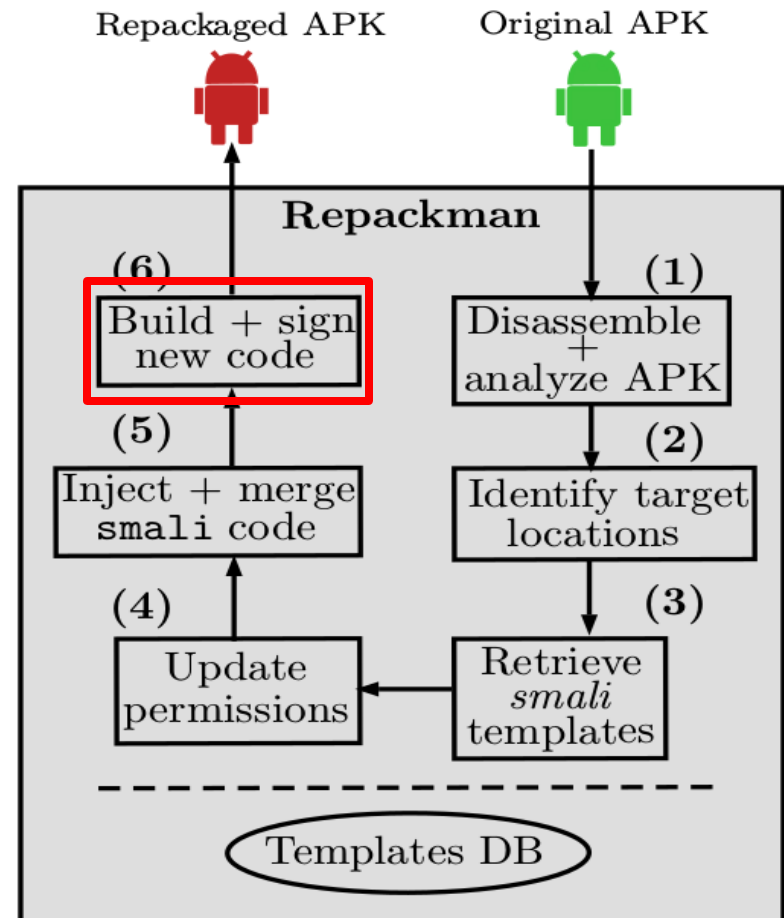 Repackaged APK
Original APK
Repackman
(1)
Disassemble
+
analyze APK
(2)
Identify target
locations
(3)
Retrieve
smali
templates
(4)
Update
permissions
(5)
Inject + merge
smali code
(6)
Build + sign
new code
Templates DB